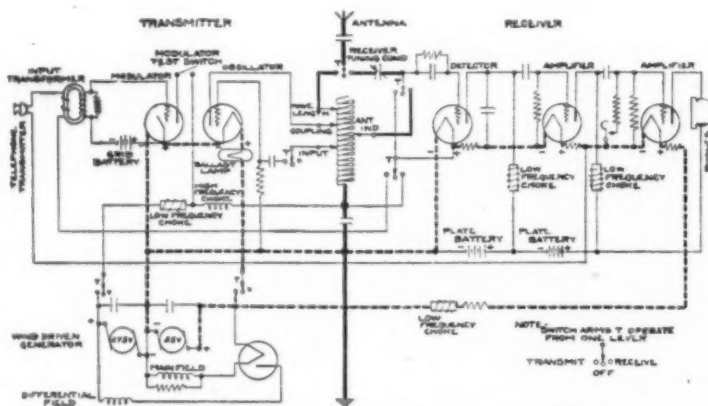 ANTENNA
TRANSMITTER
RECEIVER
MODULATOR
TEST SWITCH
OSCILLATOR
RECEIVER
TUNING COND
INPUT
TRANSFORMER
MODULATOR
DETECTOR
AMPLIFIER
AMPLIFIER
TELEPHONE
TRANSMITTER
WAVE
LENGTH
COUPLING
ANT
IND
INPUT
GRID
BATTERY
BALLAST
LAMP
HIGH
FREQUENCY
CHOKE
LOW FREQUENCY
CHOKE
LOW
FREQUENCY
CHOKE
LOW
FREQUENCY
CHOKE
PLATE
BATTERY
PLATE
BATTERY
WIND DRIVEN
GENERATOR
275V
25V
MAIN FIELD
DIFFERENTIAL
FIELD
LOW
FREQUENCY
CHOKE
NOTE:
SWITCH ARMS T OPERATE
FROM ONE LEVER
TRANSMIT
RECEIVE
OFF